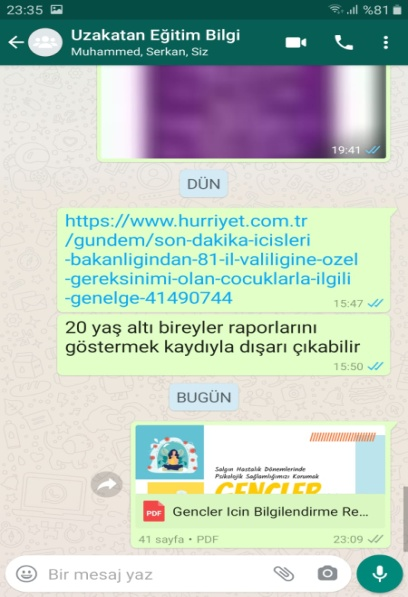 23:35
%81
Uzakatan Eğitim Bilgi
Muhammed, Serkan, Siz
19:41
DÜN
https://www.hurriyet.com.tr
/gundem/son-dakika-icisleri
-bakanligindan-81-il-valiligine-ozel
-gereksinimi-olan-cocuklarla-ilgili
-genelge-41490744
15:47
20 yaş altı bireyler raporlarını
göstermek kaydıyla dışarı çıkabilir
15:50
BUGÜN
Salgın Hastalık Dönemlerinde
Psikolojik Sağlamlığımızı Korumak
GENÇLER
PDF
Gencler Icin Bilgilendirme Re...
41 sayfa • PDF
23:09
Bir mesaj yaz